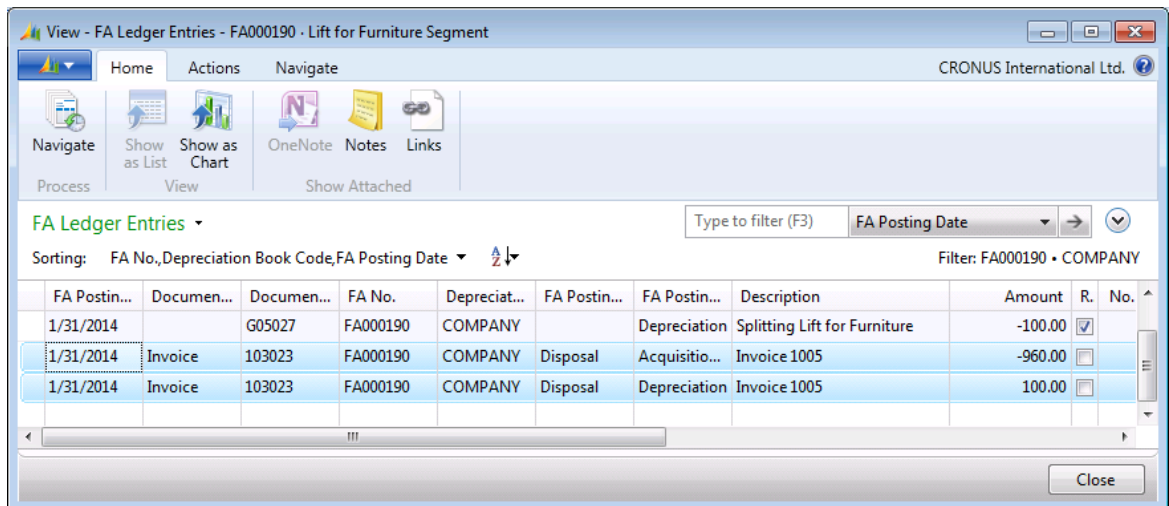 View - FA Ledger Entries - FA000190 · Lift for Furniture Segment
Home Actions Navigate CRONUS International Ltd.
Navigate Show as List Show as Chart OneNote Notes Links
Process View Show Attached
FA Ledger Entries Type to filter (F3) FA Posting Date
Sorting: FA No.,Depreciation Book Code,FA Posting Date A Z Filter: FA000190 • COMPANY
FA Postin... Documen... Documen... FA No. Depreciat... FA Postin... FA Postin... Description Amount R. No.
1/31/2014 G05027 FA000190 COMPANY Depreciation Splitting Lift for Furniture -100.00
1/31/2014 Invoice 103023 FA000190 COMPANY Disposal Acquisitio... Invoice 1005 -960.00
1/31/2014 Invoice 103023 FA000190 COMPANY Disposal Depreciation Invoice 1005 100.00
Close